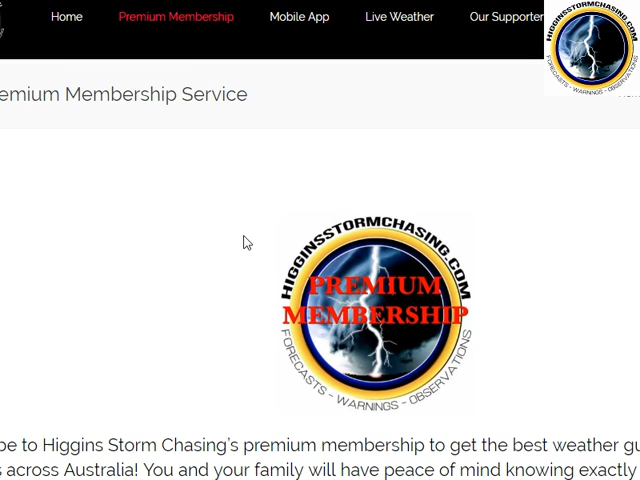 Home Premium Membership Mobile App Live Weather Our Supporter
HIGGINSSTORMCHASING.COM
FORECASTS - WARNINGS - OBSERVATIONS
emium Membership Service
HIGGINSSTORMCHASING.COM
PREMIUM
MEMBERSHIP
FORECASTS - WARNINGS - OBSERVATIONS
be to Higgins Storm Chasing's premium membership to get the best weather gu
s across Australia! You and your family will have peace of mind knowing exactly